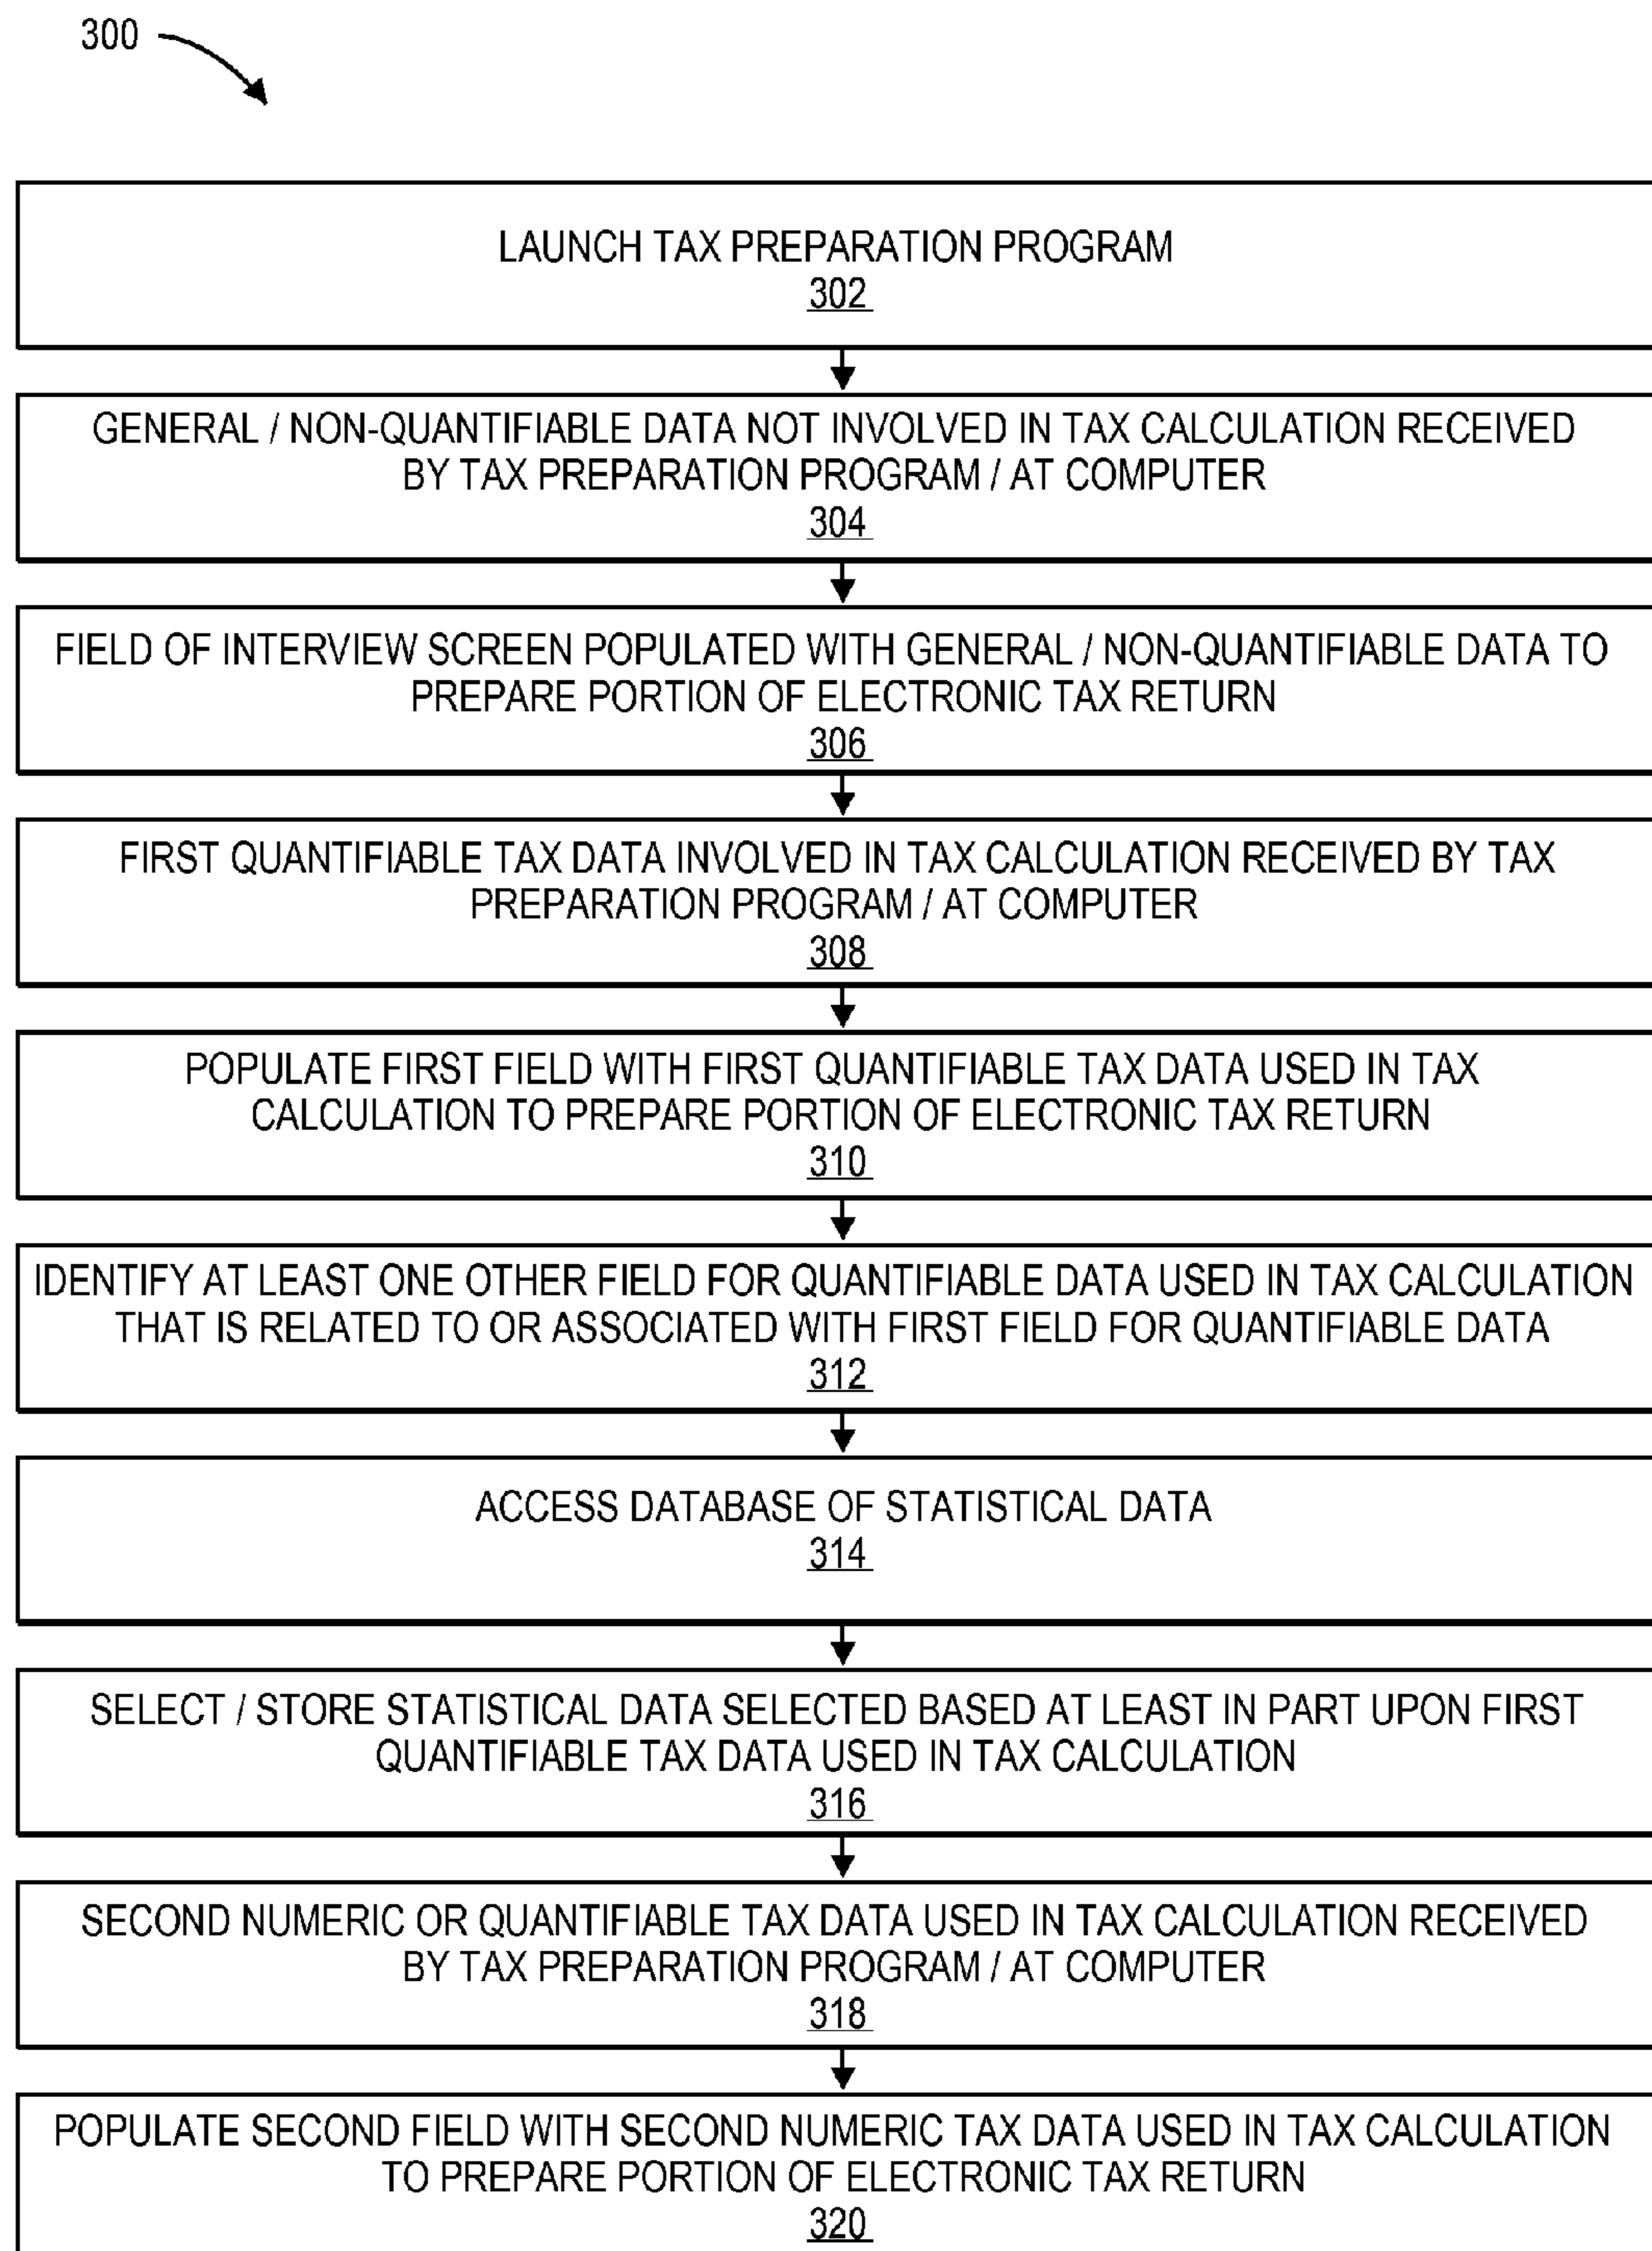 300
LAUNCH TAX PREPARATION PROGRAM
302
GENERAL / NON-QUANTIFIABLE DATA NOT INVOLVED IN TAX CALCULATION RECEIVED
BY TAX PREPARATION PROGRAM / AT COMPUTER
304
FIELD OF INTERVIEW SCREEN POPULATED WITH GENERAL / NON-QUANTIFIABLE DATA TO
PREPARE PORTION OF ELECTRONIC TAX RETURN
306
FIRST QUANTIFIABLE TAX DATA INVOLVED IN TAX CALCULATION RECEIVED BY TAX
PREPARATION PROGRAM / AT COMPUTER
308
POPULATE FIRST FIELD WITH FIRST QUANTIFIABLE TAX DATA USED IN TAX
CALCULATION TO PREPARE PORTION OF ELECTRONIC TAX RETURN
310
IDENTIFY AT LEAST ONE OTHER FIELD FOR QUANTIFIABLE DATA USED IN TAX CALCULATION
THAT IS RELATED TO OR ASSOCIATED WITH FIRST FIELD FOR QUANTIFIABLE DATA
312
ACCESS DATABASE OF STATISTICAL DATA
314
SELECT / STORE STATISTICAL DATA SELECTED BASED AT LEAST IN PART UPON FIRST
QUANTIFIABLE TAX DATA USED IN TAX CALCULATION
316
SECOND NUMERIC OR QUANTIFIABLE TAX DATA USED IN TAX CALCULATION RECEIVED
BY TAX PREPARATION PROGRAM / AT COMPUTER
318
POPULATE SECOND FIELD WITH SECOND NUMERIC TAX DATA USED IN TAX CALCULATION
TO PREPARE PORTION OF ELECTRONIC TAX RETURN
320